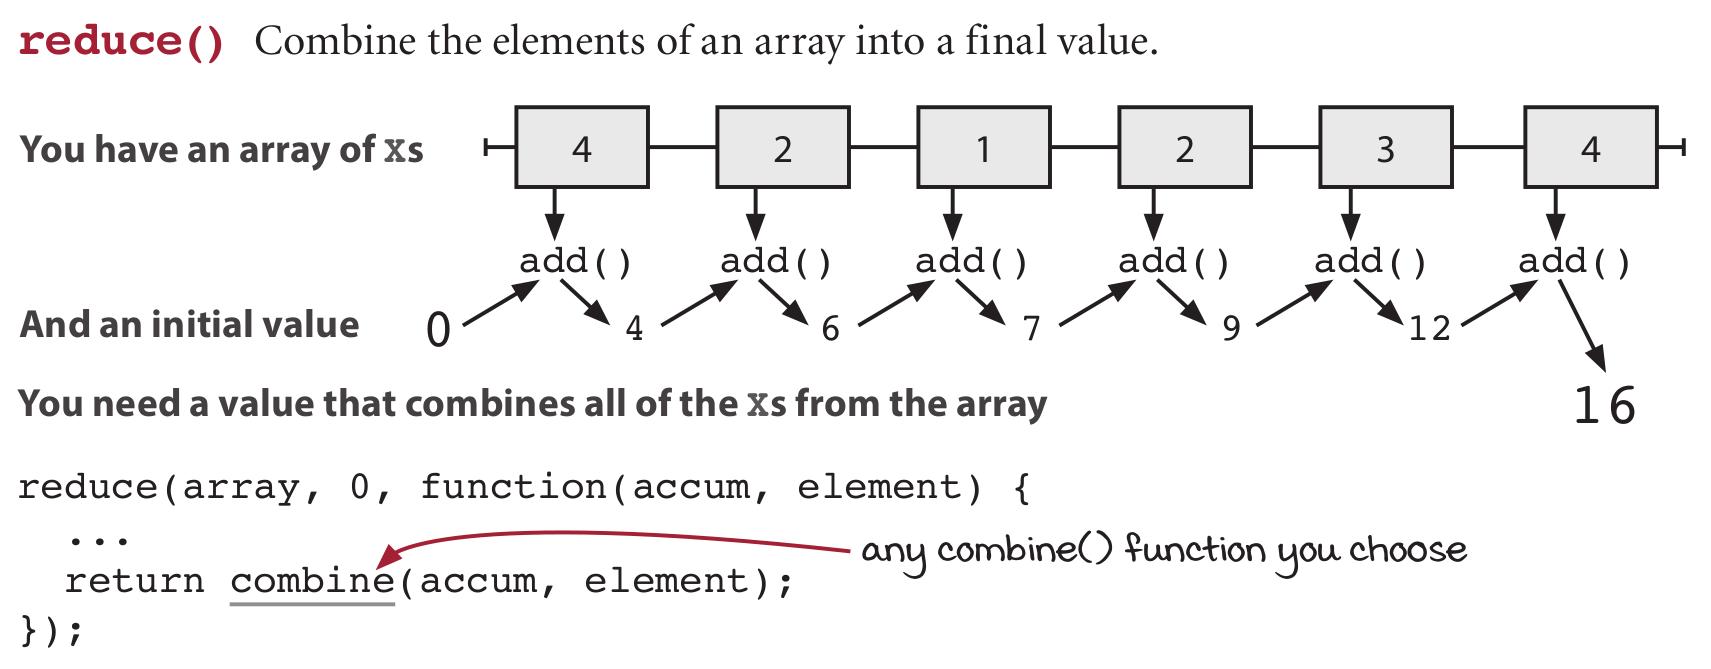 reduce() Combine the elements of an array into a final value.
You have an array of Xs
4 2 1 2 3 4
add() add() add() add() add() add()
And an initial value 0 4 6 7 9 12
You need a value that combines all of the Xs from the array 16
reduce(array, 0, function(accum, element) {
...
any combine() function you choose
return combine(accum, element);
});